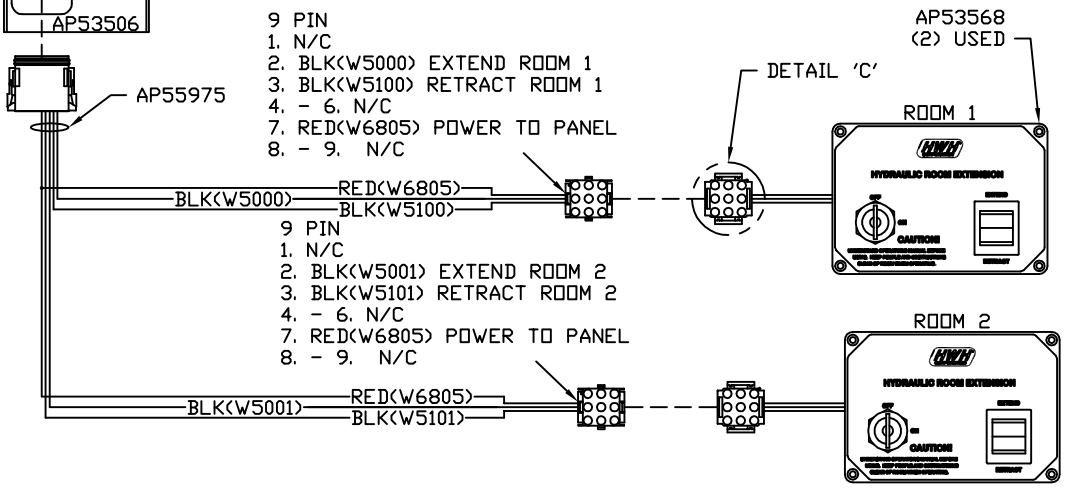 AP53506
9 PIN
1. N/C
2. BLK(W5000) EXTEND ROOM 1
3. BLK(W5100) RETRACT ROOM 1
4. - 6. N/C
7. RED(W6805) POWER TO PANEL
8. - 9. N/C
AP53568
(2) USED
DETAIL 'C'
AP55975
ROOM 1
HWH
HYDRAULIC ROOM EXTENSION
OFF
ON
EXTEND
CAUTION!
RETRACT
RED(W6805)
BLK(W5000)
BLK(W5100)
9 PIN
1. N/C
2. BLK(W5001) EXTEND ROOM 2
3. BLK(W5101) RETRACT ROOM 2
4. - 6. N/C
7. RED(W6805) POWER TO PANEL
8. - 9. N/C
ROOM 2
HWH
HYDRAULIC ROOM EXTENSION
OFF
ON
EXTEND
CAUTION!
RETRACT
RED(W6805)
BLK(W5001)
BLK(W5101)